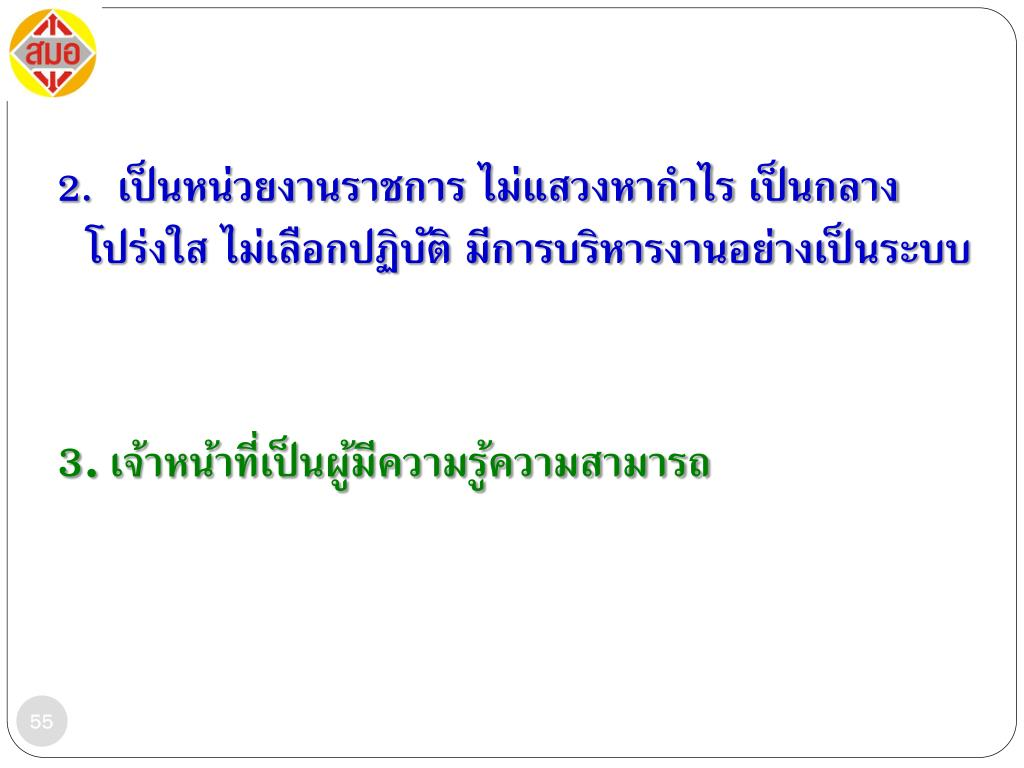 สมอ
2. เป็นหน่วยงานราชการ ไม่แสวงหากำไร เป็นกลาง
โปร่งใส ไม่เลือกปฏิบัติ มีการบริหารงานอย่างเป็นระบบ
3. เจ้าหน้าที่เป็นผู้มีความรู้ความสามารถ
55